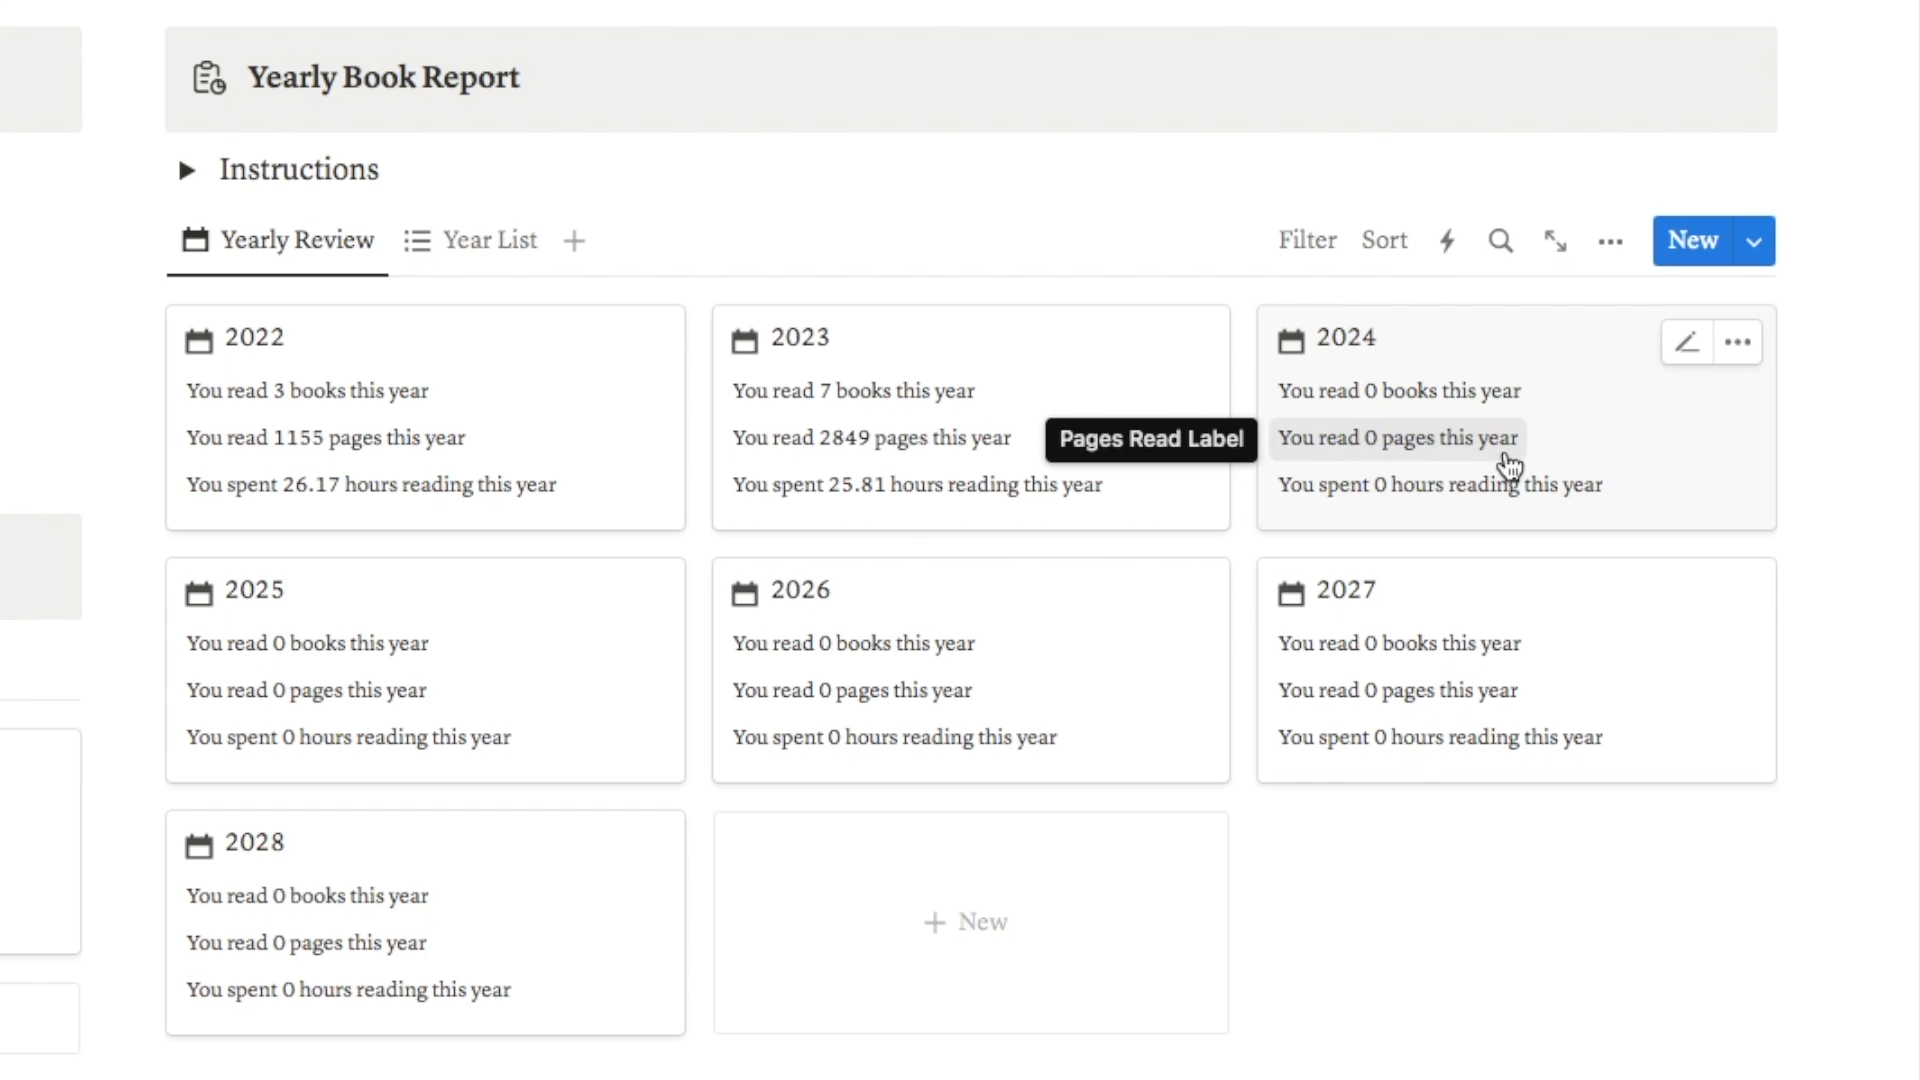 Yearly Book Report
Instructions
Yearly Review
Year List
Filter
Sort
New
2022
You read 3 books this year
You read 1155 pages this year
You spent 26.17 hours reading this year
2023
You read 7 books this year
You read 2849 pages this year
You spent 25.81 hours reading this year
Pages Read Label
2024
You read 0 books this year
You read 0 pages this year
You spent 0 hours reading this year
2025
You read 0 books this year
You read 0 pages this year
You spent 0 hours reading this year
2026
You read 0 books this year
You read 0 pages this year
You spent 0 hours reading this year
2027
You read 0 books this year
You read 0 pages this year
You spent 0 hours reading this year
2028
You read 0 books this year
You read 0 pages this year
You spent 0 hours reading this year
+ New